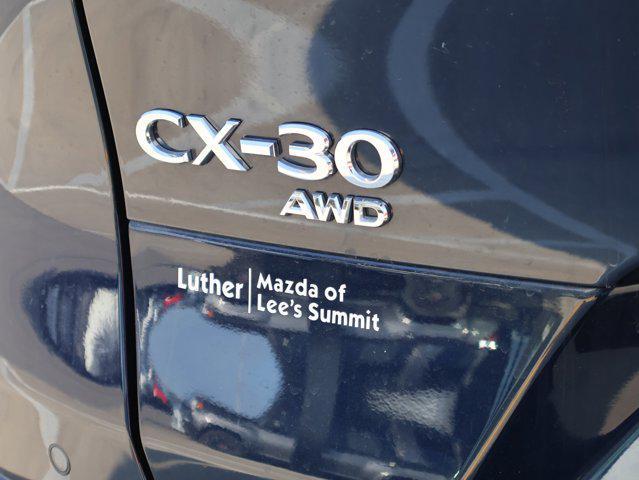 CX-30
AWD
Luther
Mazda of
Lee's Summit